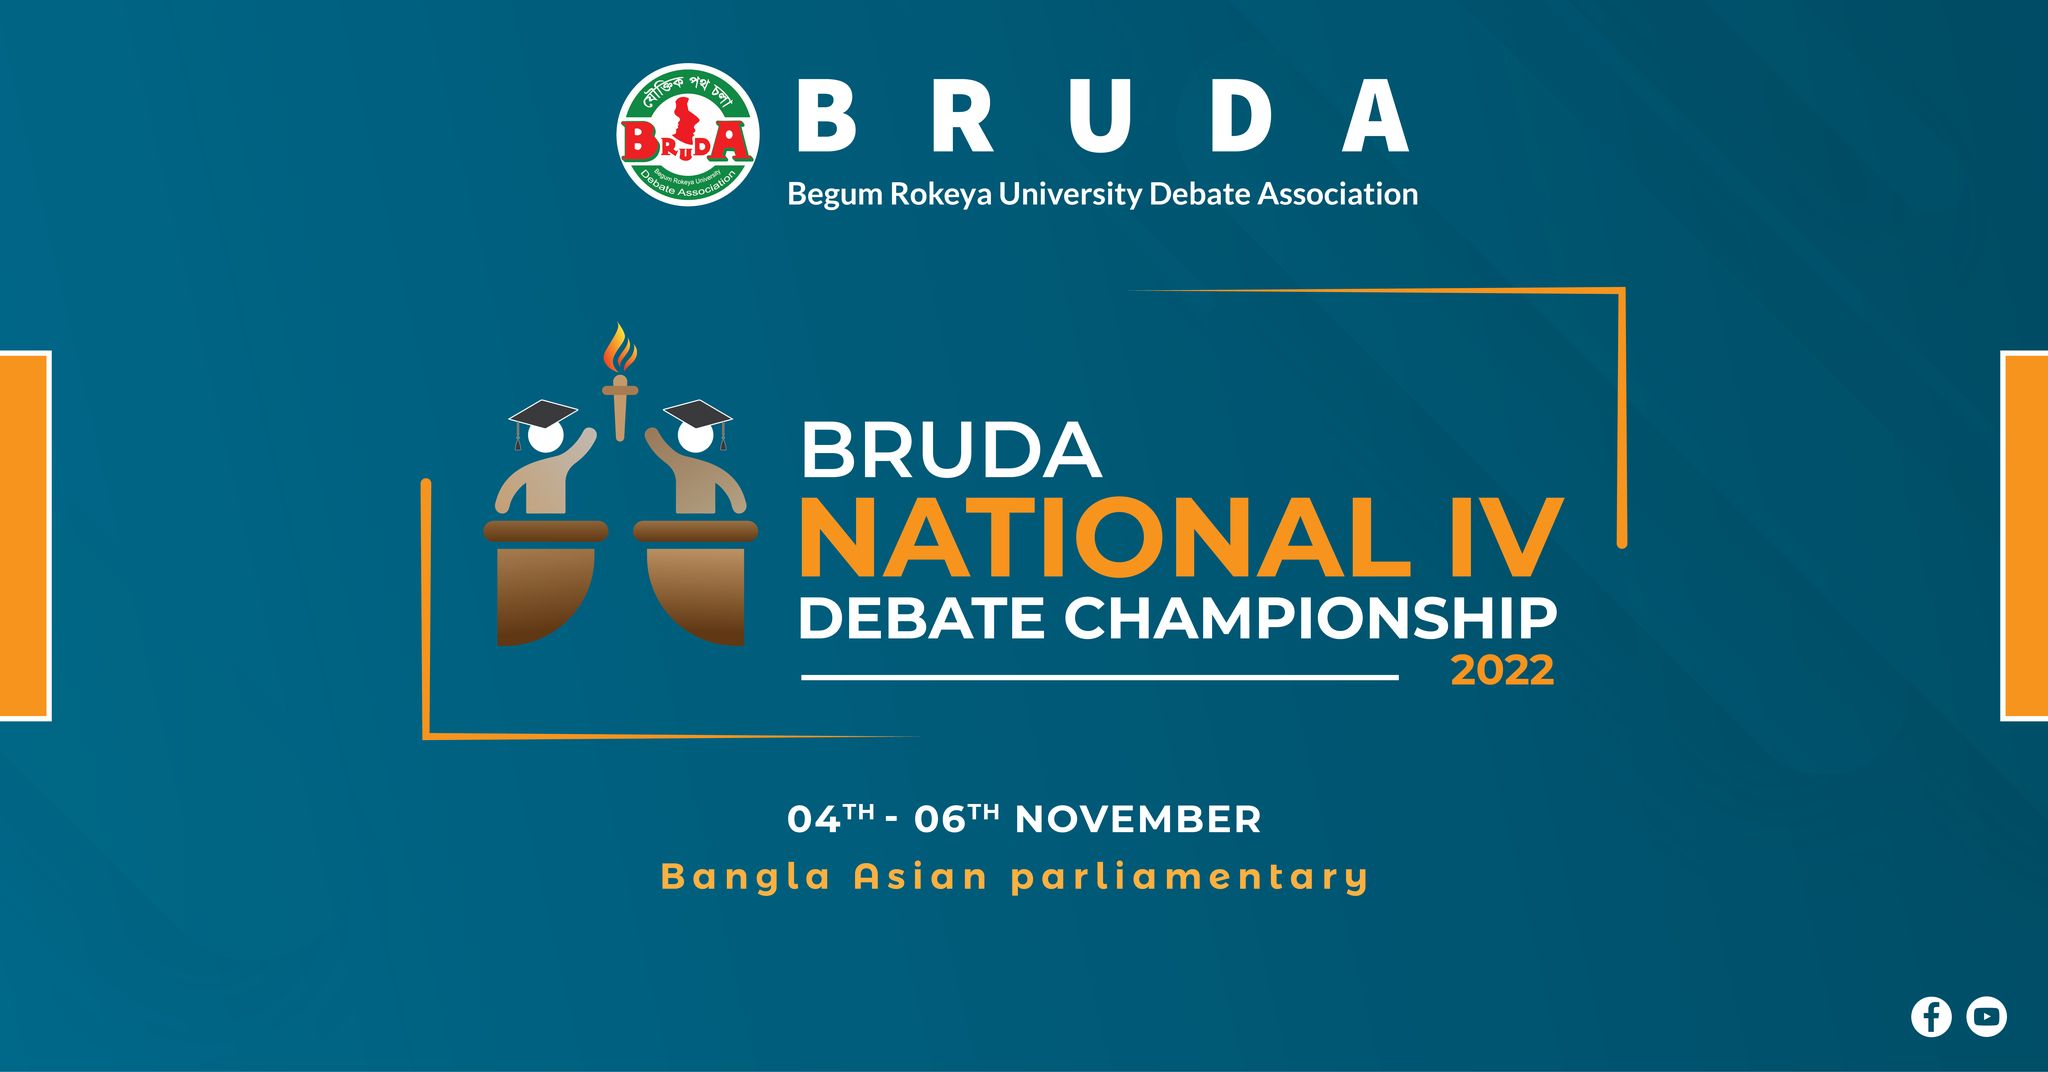 যৌক্তিক পথ চলা
BRUDA
Begum Rokeya University
Debate Association
BRUDA
Begum Rokeya University Debate Association
BRUDA
NATIONAL IV
DEBATE CHAMPIONSHIP
2022
04TH - 06TH NOVEMBER
Bangla Asian parliamentary